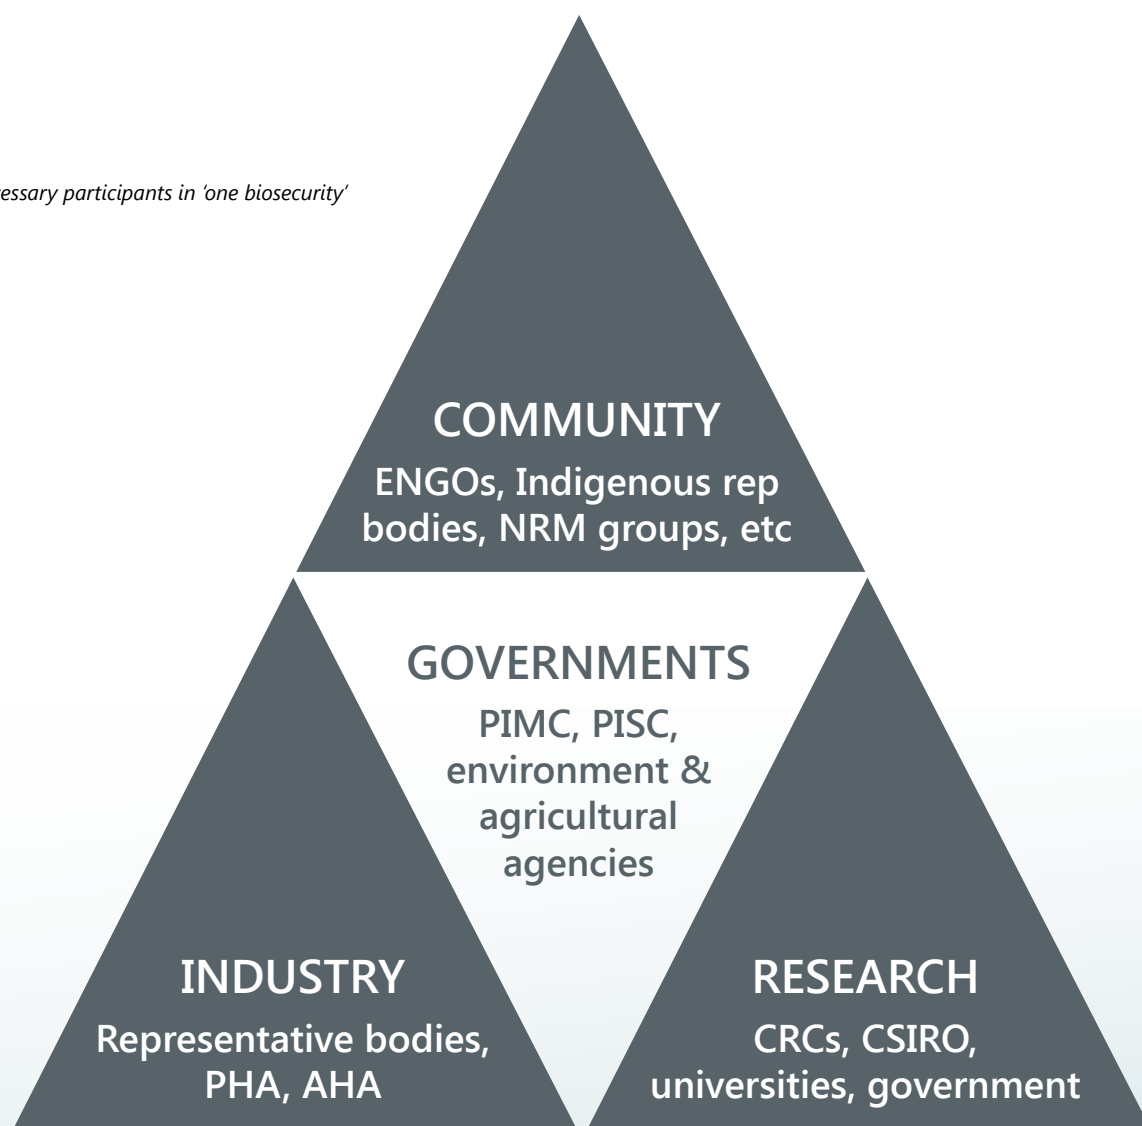 participants in ‘one biosecurity’
COMMUNITY
ENGOs, Indigenous rep
bodies, NRM groups, etc
GOVERNMENTS
PIMC, PISC,
environment &
agricultural
agencies
INDUSTRY
Representative bodies,
PHA, AHA
RESEARCH
CRCs, CSIRO,
universities, government